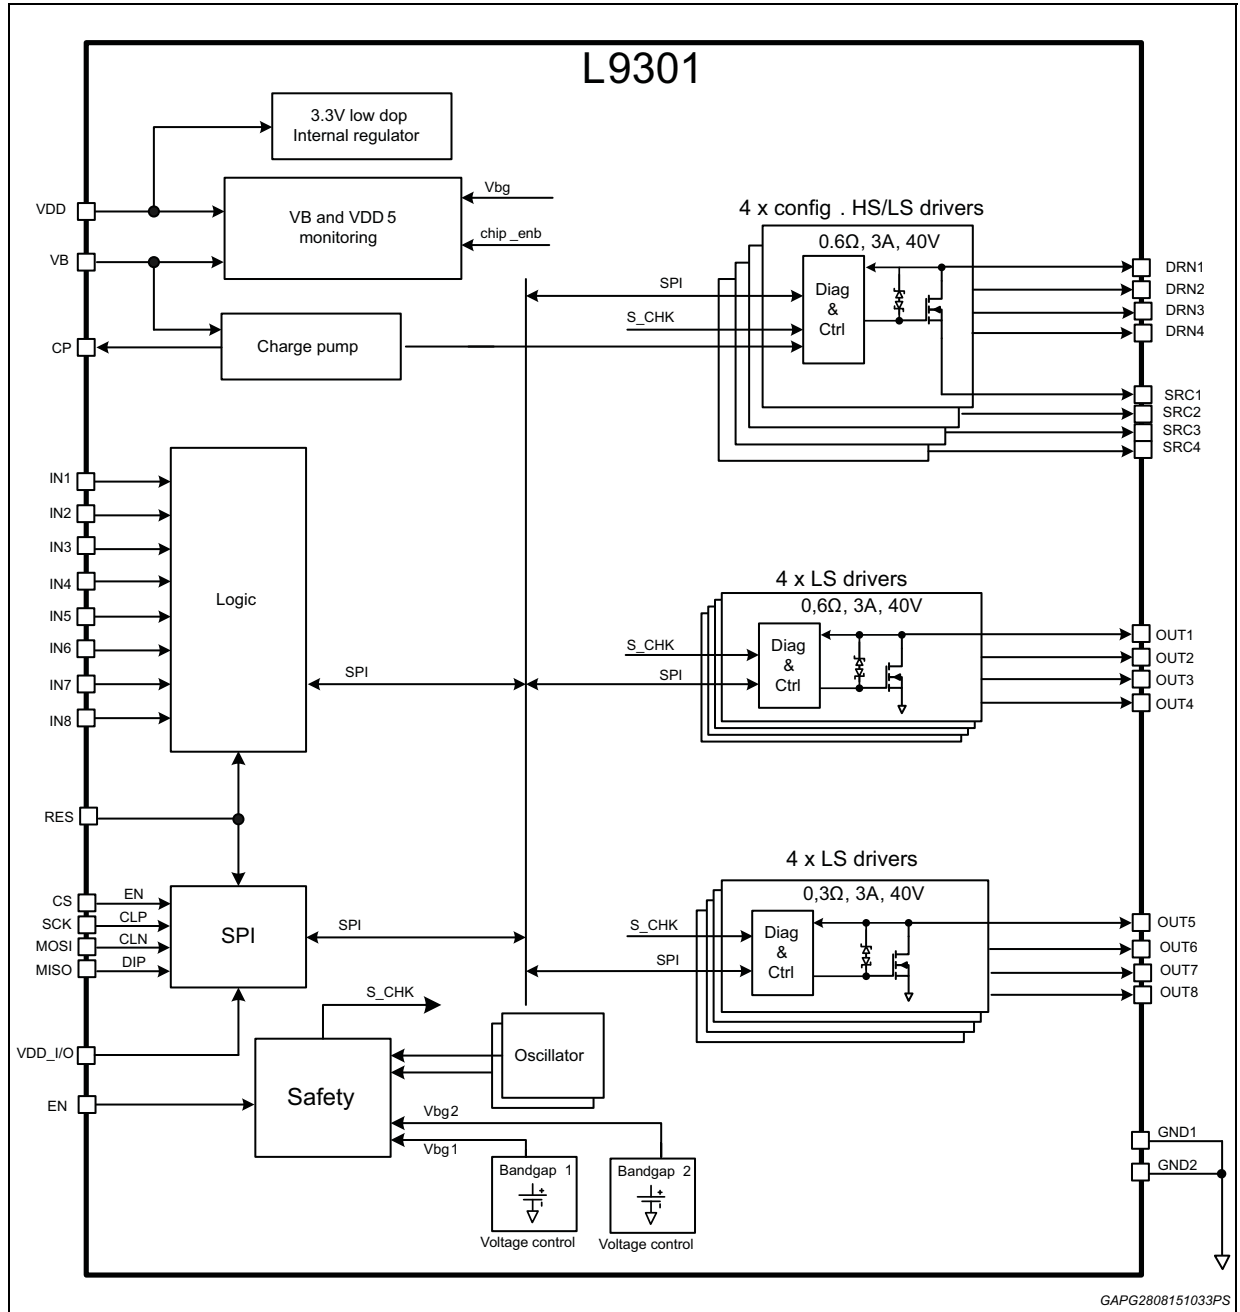 L9301
3.3V low dop
Internal regulator
VDD
VB
CP
VB and VDD 5
monitoring
Vbg
chip _enb
Charge pump
4 x config . HS/LS drivers
0.6Ω, 3A, 40V
SPI
S_CHK
Diag
&
Ctrl
DRN1
DRN2
DRN3
DRN4
SRC1
SRC2
SRC3
SRC4
IN1
IN2
IN3
IN4
IN5
IN6
IN7
IN8
Logic
SPI
4 x LS drivers
0,6Ω, 3A, 40V
S_CHK
SPI
Diag
&
Ctrl
OUT1
OUT2
OUT3
OUT4
RES
CS
SCK
MOSI
MISO
EN
CLP
CLN
DIP
SPI
SPI
4 x LS drivers
0,3Ω, 3A, 40V
S_CHK
SPI
Diag
&
Ctrl
OUT5
OUT6
OUT7
OUT8
VDD_I/O
EN
S_CHK
Safety
Oscillator
Vbg2
Vbg1
Bandgap 1
+
-
Voltage control
Bandgap 2
+
-
Voltage control
GND1
GND2
GAPG2808151033PS